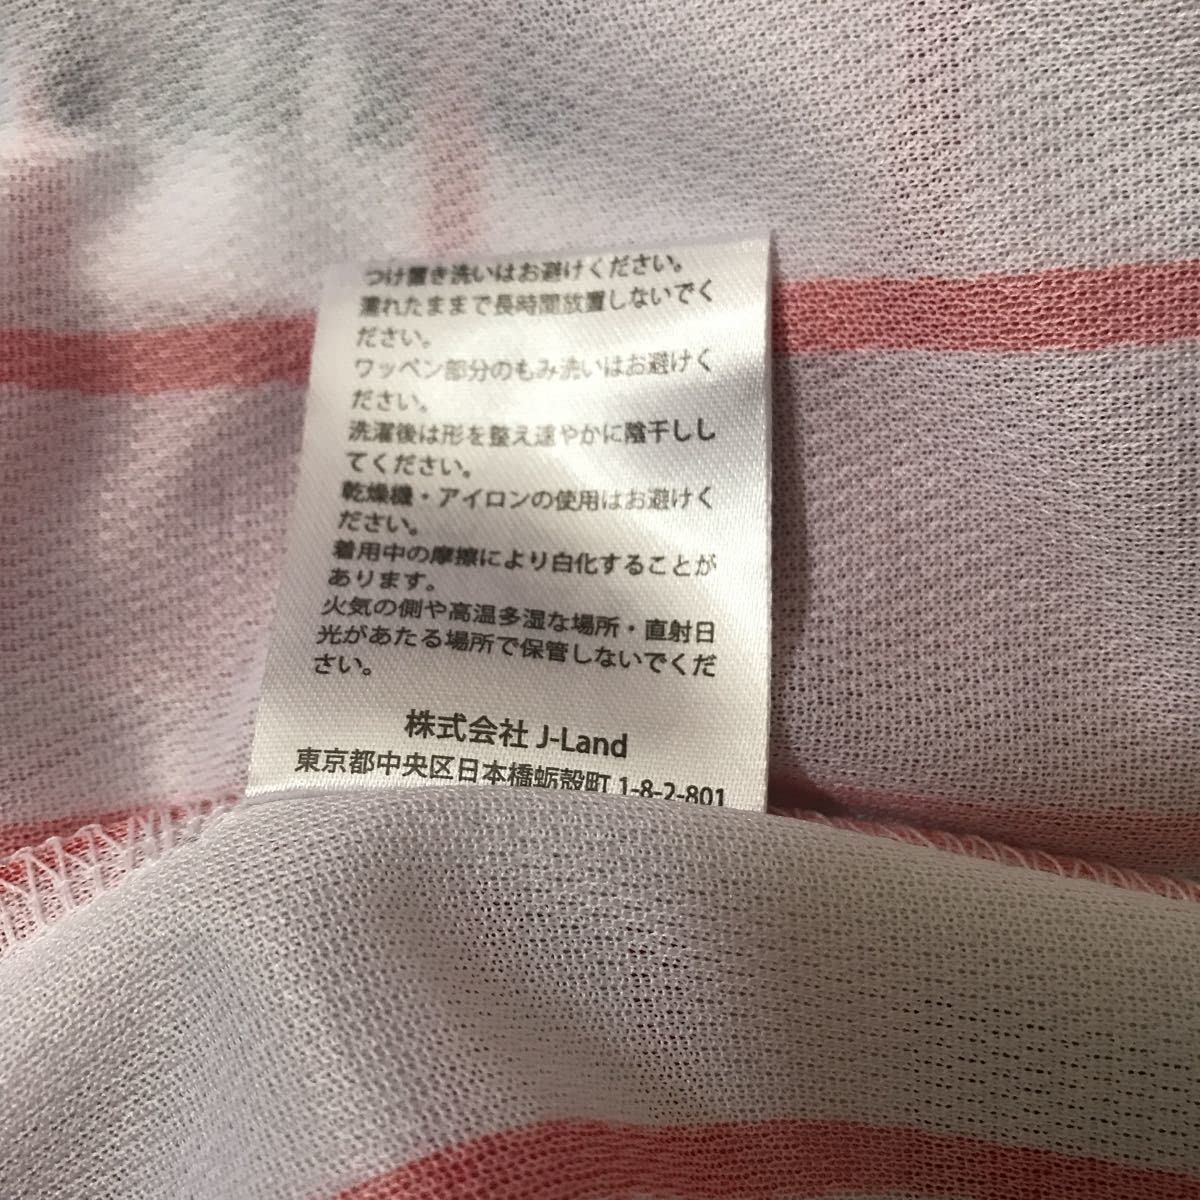 つけ置き洗いはお避けください。
濡れたままで長時間放置しないでく
ださい。
ワッペン部分のもみ洗いはお避けく
ださい。
洗濯後は形を整え速やかに陰干しし
てください。
乾燥機・アイロンの使用はお避けく
ださい。
着用中の摩擦により白化することが
あります。
火気の側や高温多湿な場所・直射日
光があたる場所で保管しないでくだ
さい。
株式会社 J-Land
東京都中央区日本橋蛎殻町 1-8-2-801